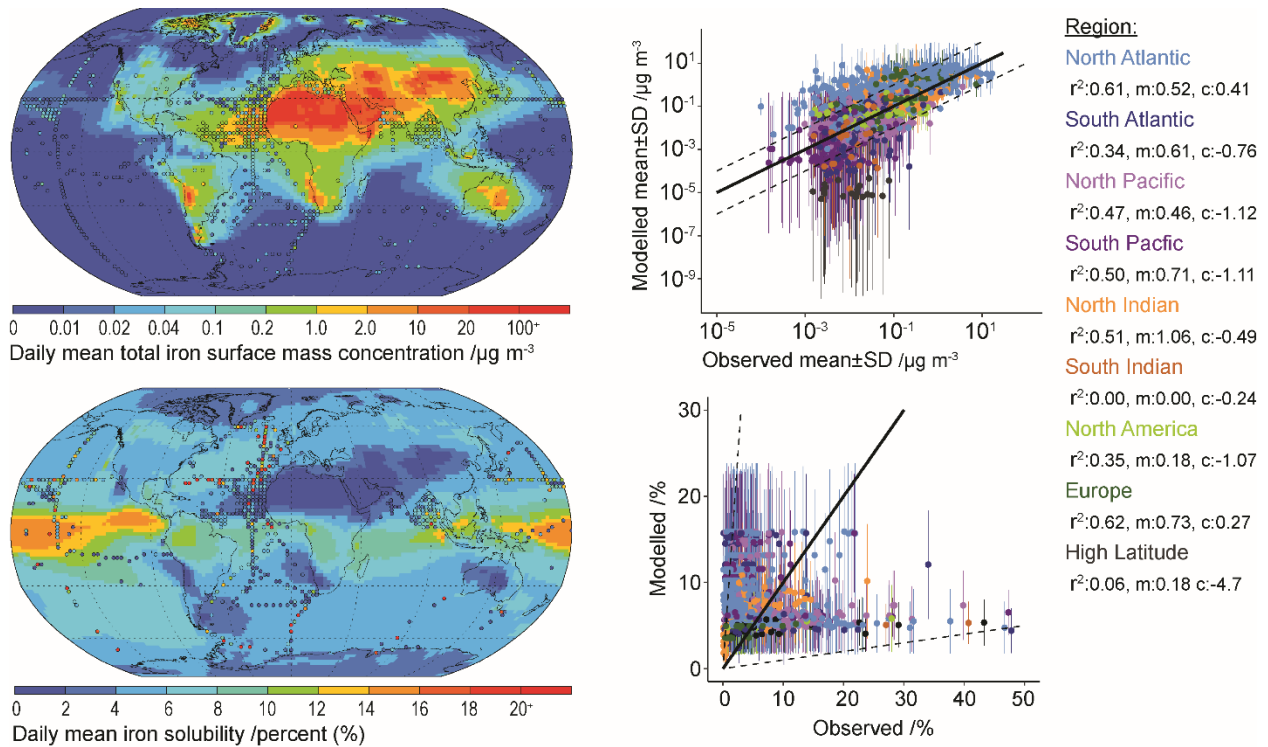 0 0.01 0.02 0.04 0.1 0.2 1.0 2.0 10 20 100⁺
Daily mean total iron surface mass concentration /µg m⁻³
Modelled mean±SD /µg m⁻³
10¹
10⁻¹
10⁻³
10⁻⁵
10⁻⁷
10⁻⁹
10⁻⁵ 10⁻³ 10⁻¹ 10¹
Observed mean±SD /µg m⁻³
0 2 4 6 8 10 12 14 16 18 20⁺
Daily mean iron solubility /percent (%)
Modelled /%
30
20
10
0
0 10 20 30 40 50
Observed /%
Region:
North Atlantic
r²:0.61, m:0.52, c:0.41
South Atlantic
r²:0.34, m:0.61, c:-0.76
North Pacific
r²:0.47, m:0.46, c:-1.12
South Pacfic
r²:0.50, m:0.71, c:-1.11
North Indian
r²:0.51, m:1.06, c:-0.49
South Indian
r²:0.00, m:0.00, c:-0.24
North America
r²:0.35, m:0.18, c:-1.07
Europe
r²:0.62, m:0.73, c:0.27
High Latitude
r²:0.06, m:0.18 c:-4.7